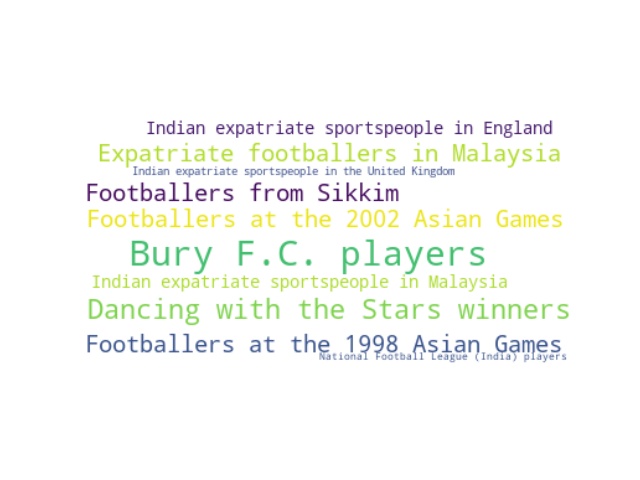 Indian expatriate sportspeople in England
Expatriate footballers in Malaysia
Indian expatriate sportspeople in the United Kingdom
Footballers from Sikkim
Footballers at the 2002 Asian Games
Bury F.C. players
Indian expatriate sportspeople in Malaysia
Dancing with the Stars winners
Footballers at the 1998 Asian Games
National Football League (India) players